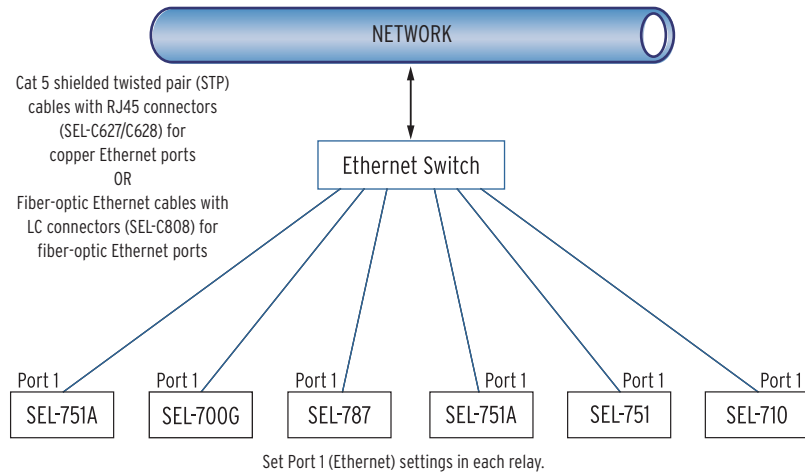 NETWORK
Cat 5 shielded twisted pair (STP)
cables with RJ45 connectors
(SEL-C627/C628) for
copper Ethernet ports
OR
Fiber-optic Ethernet cables with
LC connectors (SEL-C808) for
fiber-optic Ethernet ports
Ethernet Switch
Port 1
Port 1
Port 1
Port 1
Port 1
Port 1
SEL-751A
SEL-700G
SEL-787
SEL-751A
SEL-751
SEL-710
Set Port 1 (Ethernet) settings in each relay.